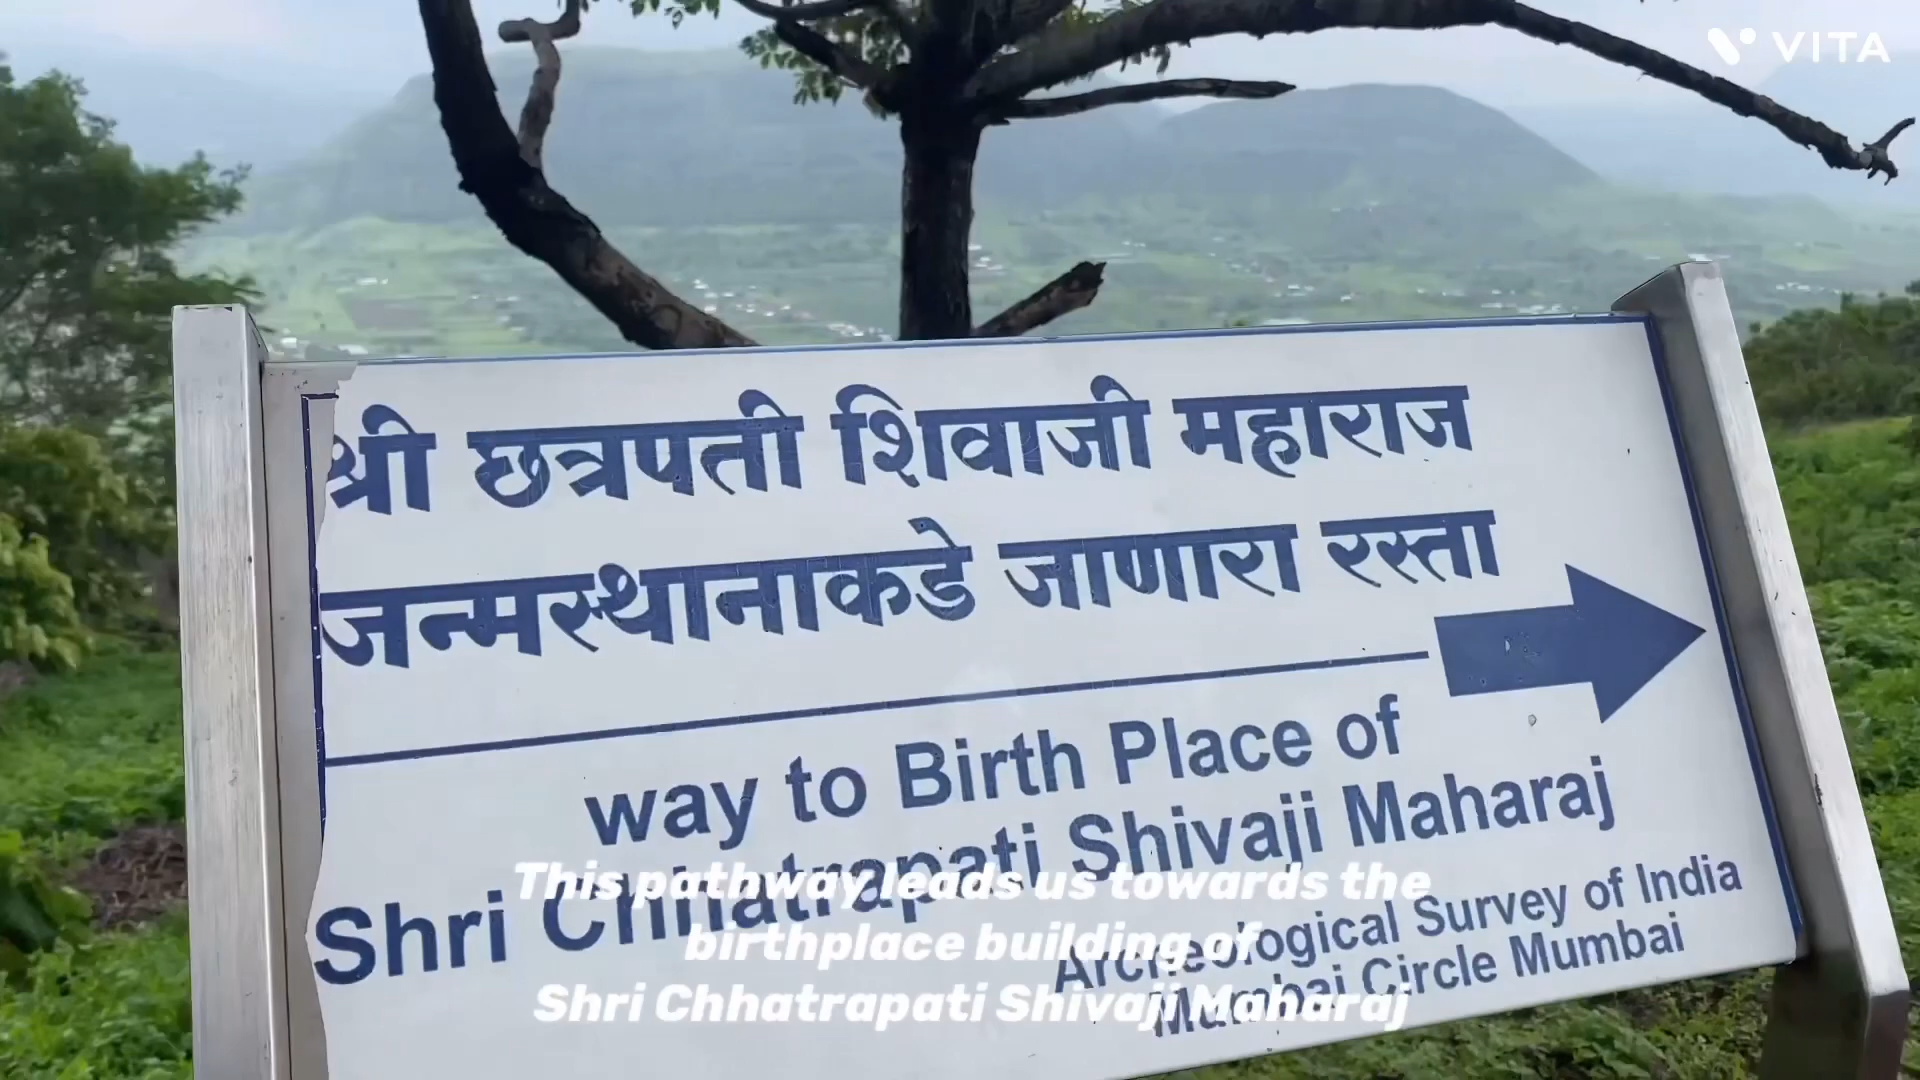 VITA
श्री छत्रपती शिवाजी महाराज
जन्मस्थानाकडे जाणारा रस्ता
way to Birth Place of
Shri Chhatrapati Shivaji Maharaj
Archeological Survey of India
Mumbai Circle Mumbai
This pathway leads us towards the
birthplace building of
Shri Chhatrapati Shivaji Maharaj